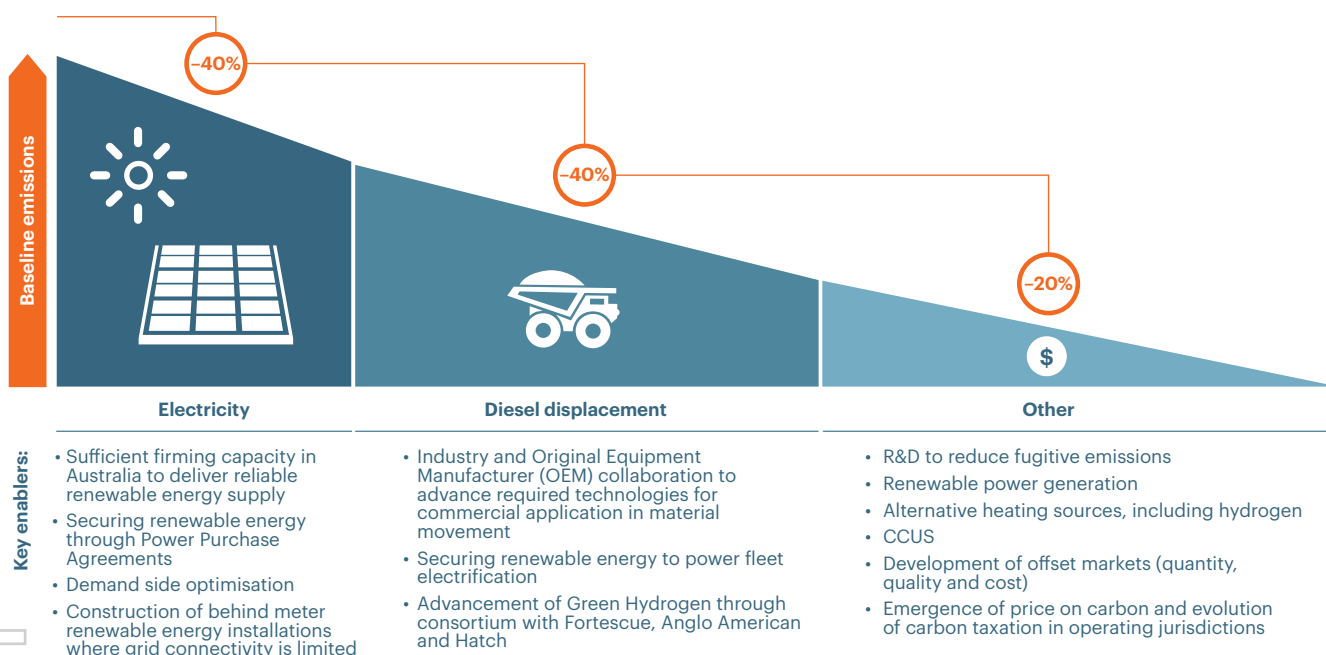 Baseline emissions
–40%
–40%
–20%
$
Electricity
Diesel displacement
Other
Key enablers:
• Sufficient firming capacity in
Australia to deliver reliable
renewable energy supply
• Securing renewable energy
through Power Purchase
Agreements
• Demand side optimisation
• Construction of behind meter
renewable energy installations
where grid connectivity is limited
• Industry and Original Equipment
Manufacturer (OEM) collaboration to
advance required technologies for
commercial application in material
movement
• Securing renewable energy to power fleet
electrification
• Advancement of Green Hydrogen through
consortium with Fortescue, Anglo American
and Hatch
• R&D to reduce fugitive emissions
• Renewable power generation
• Alternative heating sources, including hydrogen
• CCUS
• Development of offset markets (quantity,
quality and cost)
• Emergence of price on carbon and evolution
of carbon taxation in operating jurisdictions